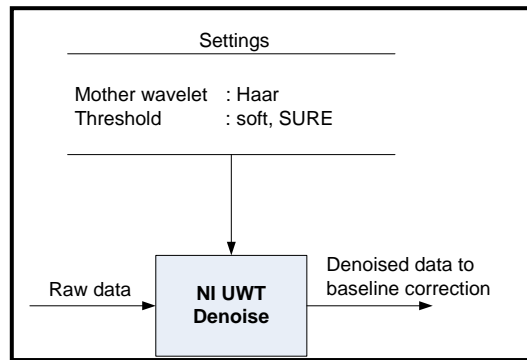 Settings
Mother wavelet : Haar
Threshold : soft, SURE
Raw data
NI UWT
Denoise
Denoised data to
baseline correction